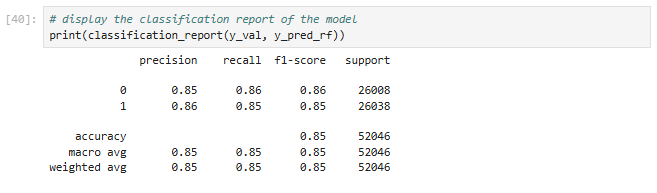 [40]: # display the classification report of the model
print(classification_report(y_val, y_pred_rf))
precision recall f1-score support
0 0.85 0.86 0.86 26008
1 0.86 0.85 0.85 26038
accuracy 0.85 52046
macro avg 0.85 0.85 0.85 52046
weighted avg 0.85 0.85 0.85 52046